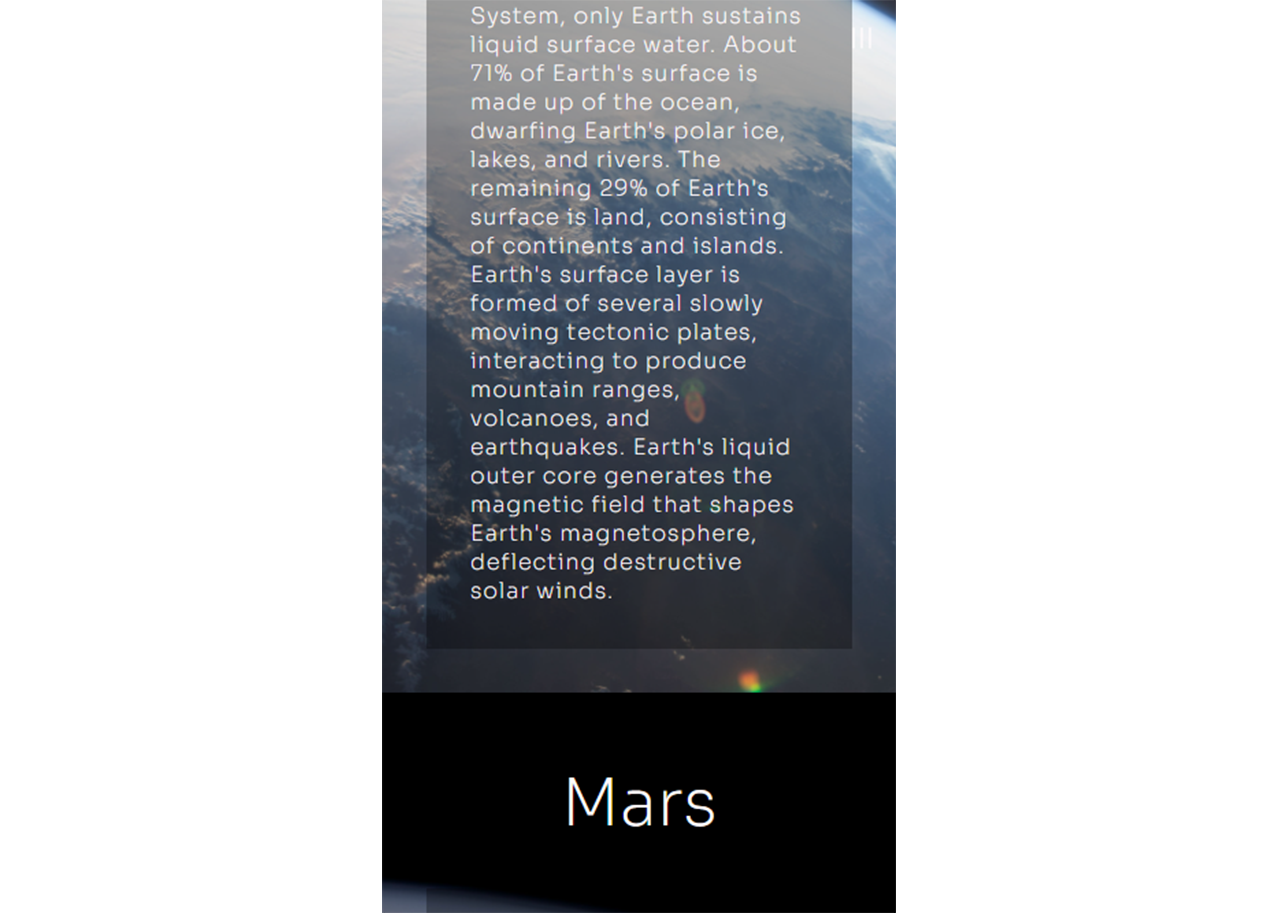 System, only Earth sustains
liquid surface water. About
71% of Earth's surface is
made up of the ocean,
dwarfing Earth's polar ice,
lakes, and rivers. The
remaining 29% of Earth's
surface is land, consisting
of continents and islands.
Earth's surface layer is
formed of several slowly
moving tectonic plates,
interacting to produce
mountain ranges,
volcanoes, and
earthquakes. Earth's liquid
outer core generates the
magnetic field that shapes
Earth's magnetosphere,
deflecting destructive
solar winds.
Mars